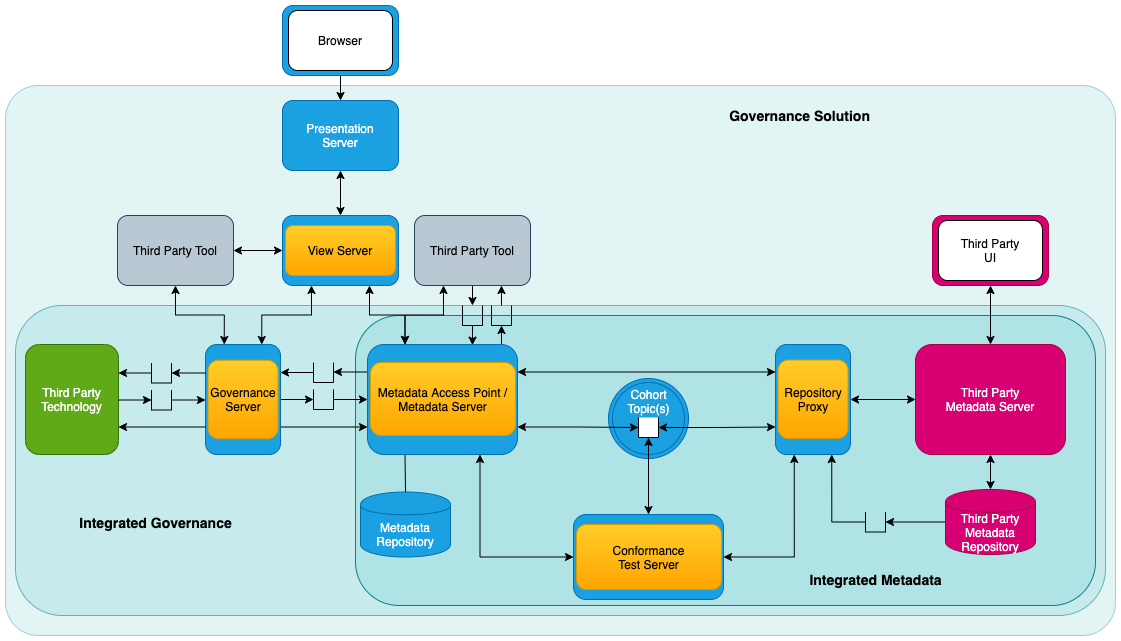 Browser
Governance Solution
Presentation
Server
Third Party Tool
View Server
Third Party Tool
Third Party
UI
Third Party
Technology
Governance
Server
Metadata Access Point /
Metadata Server
Cohort
Topic(s)
Repository
Proxy
Third Party
Metadata Server
Integrated Governance
Metadata
Repository
Conformance
Test Server
Third Party
Metadata
Repository
Integrated Metadata